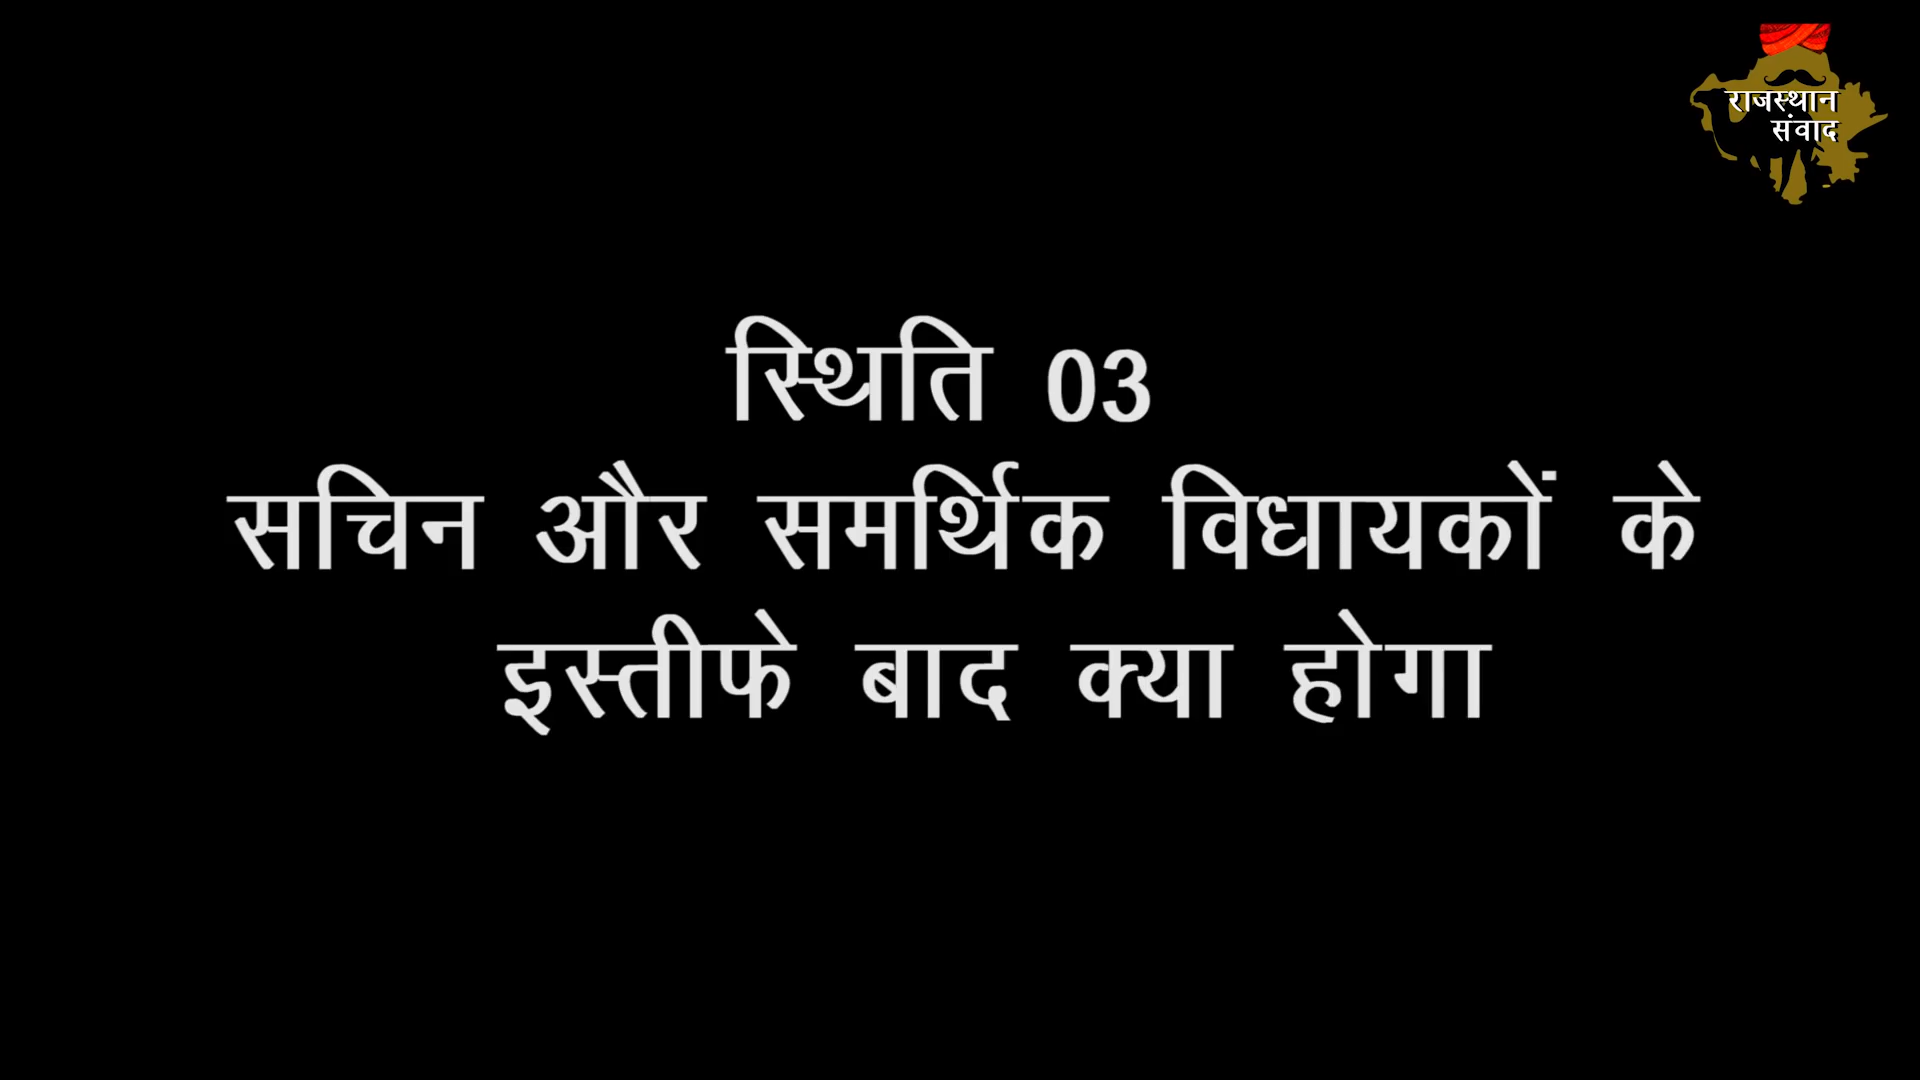 राजस्थान
संवाद
स्थिति 03
सचिन और समर्थिक विधायकों के
इस्तीफे बाद क्या होगा